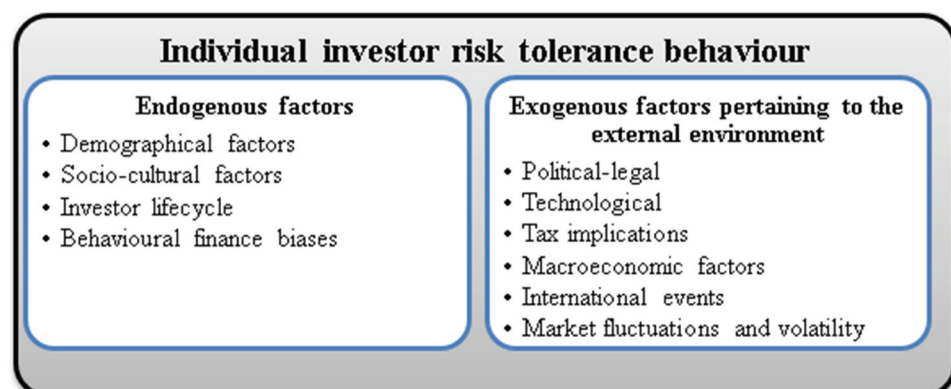 Individual investor risk tolerance behaviour
Endogenous factors
• Demographical factors
• Socio-cultural factors
• Investor lifecycle
• Behavioural finance biases
Exogenous factors pertaining to the
external environment
• Political-legal
• Technological
• Tax implications
• Macroeconomic factors
• International events
• Market fluctuations and volatility